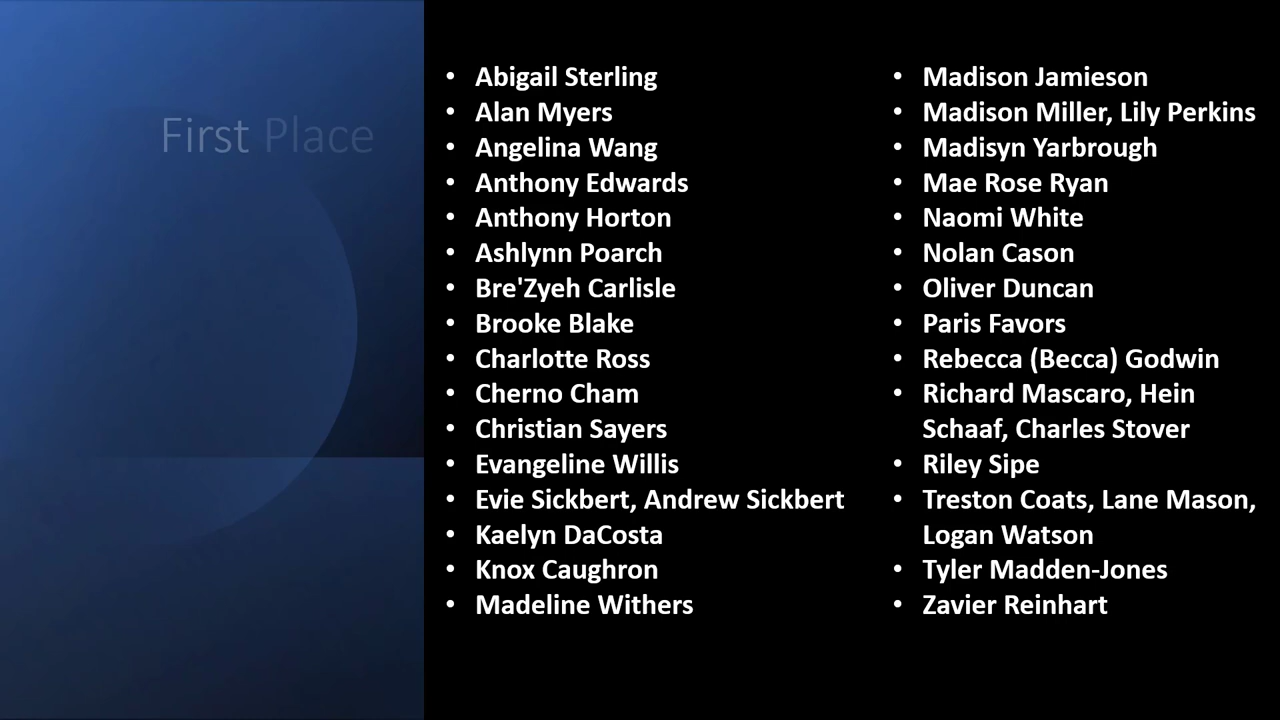 First Place
• Abigail Sterling
• Alan Myers
• Angelina Wang
• Anthony Edwards
• Anthony Horton
• Ashlynn Poarch
• Bre'Zyeh Carlisle
• Brooke Blake
• Charlotte Ross
• Cherno Cham
• Christian Sayers
• Evangeline Willis
• Evie Sickbert, Andrew Sickbert
• Kaelyn DaCosta
• Knox Caughron
• Madeline Withers
• Madison Jamieson
• Madison Miller, Lily Perkins
• Madisyn Yarbrough
• Mae Rose Ryan
• Naomi White
• Nolan Cason
• Oliver Duncan
• Paris Favors
• Rebecca (Becca) Godwin
• Richard Mascaro, Hein
Schaaf, Charles Stover
• Riley Sipe
• Treston Coats, Lane Mason,
Logan Watson
• Tyler Madden-Jones
• Zavier Reinhart